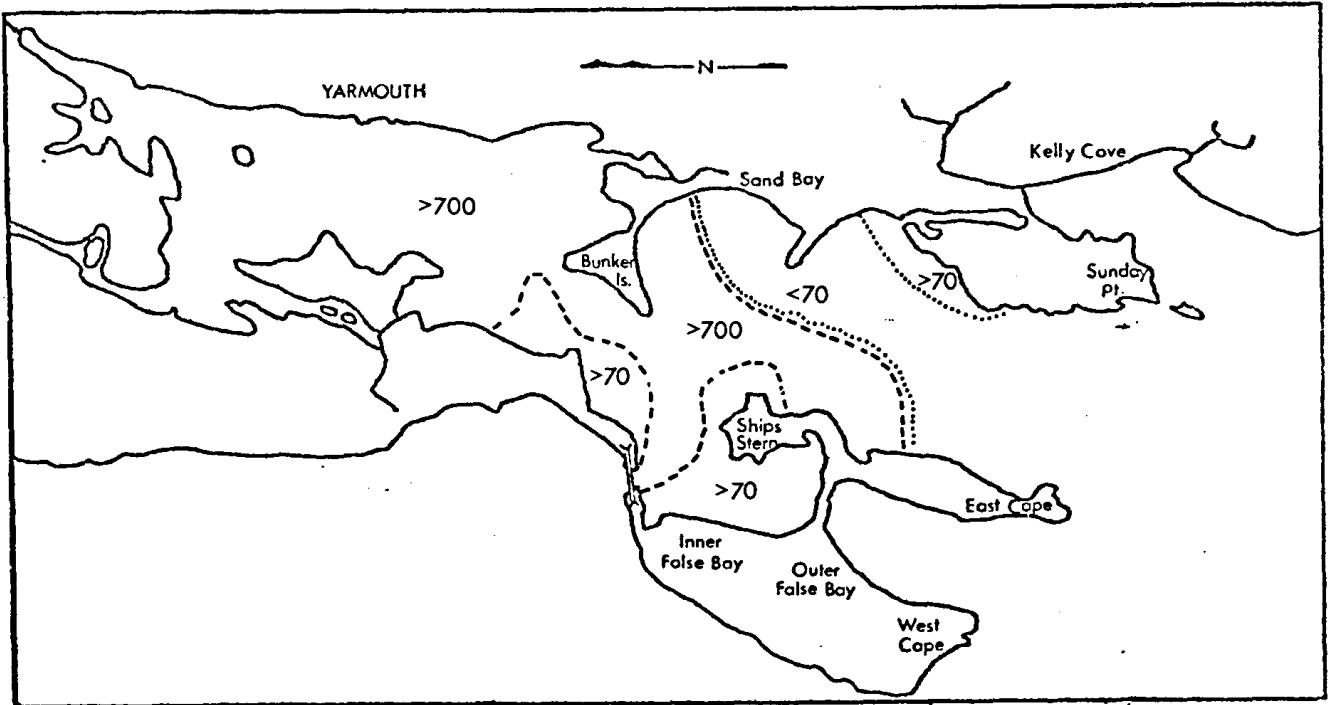 N
YARMOUTH
Kelly Cove
Sand Bay
>700
Bunker
Is.
<70
>70
Sunday
Pt.
>700
>70
Ships
Stern
>70
East Cape
Inner
False Bay
Outer
False Bay
West
Cape